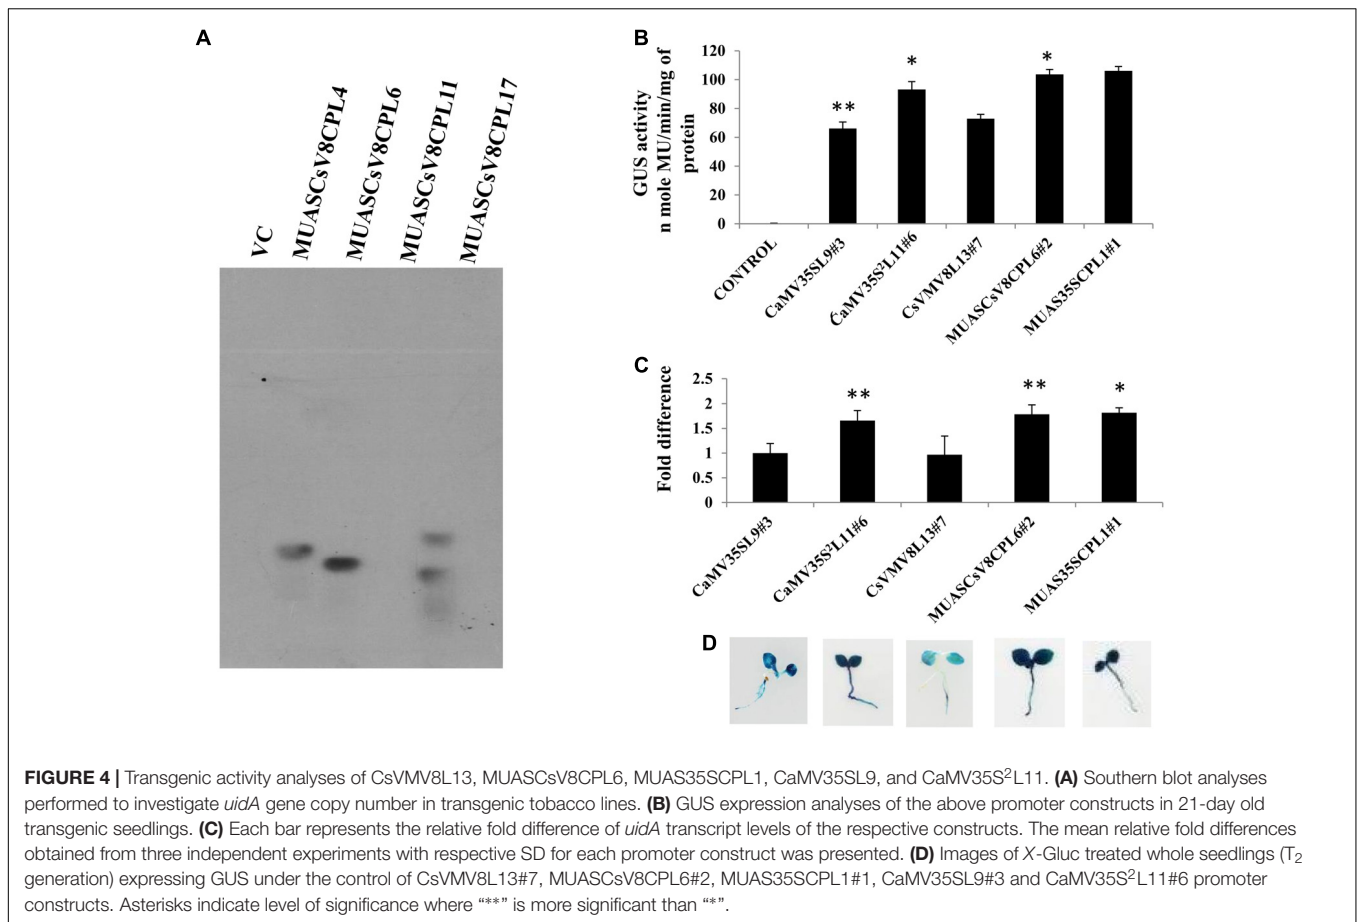 A
VC
MUASCsV8CPL4
MUASCsV8CPL6
MUASCsV8CPL11
MUASCsV8CPL17
B
GUS activity
n mole MU/min/mg of
protein
120
100
80
60
40
20
0
**
*
*
CONTROL
CaMV35SL9#3
CaMV35S²L11#6
CsVMV8L13#7
MUASCsV8CPL6#2
MUAS35SCPL1#1
C
Fold difference
2.5
2
1.5
1
0.5
0
**
**
*
CaMV35SL9#3
CaMV35S²L11#6
CsVMV8L13#7
MUASCsV8CPL6#2
MUAS35SCPL1#1
D
FIGURE 4 | Transgenic activity analyses of CsVMV8L13, MUASCsV8CPL6, MUAS35SCPL1, CaMV35SL9, and CaMV35S²L11. (A) Southern blot analyses
performed to investigate uidA gene copy number in transgenic tobacco lines. (B) GUS expression analyses of the above promoter constructs in 21-day old
transgenic seedlings. (C) Each bar represents the relative fold difference of uidA transcript levels of the respective constructs. The mean relative fold differences
obtained from three independent experiments with respective SD for each promoter construct was presented. (D) Images of X-Gluc treated whole seedlings (T₂
generation) expressing GUS under the control of CsVMV8L13#7, MUASCsV8CPL6#2, MUAS35SCPL1#1, CaMV35SL9#3 and CaMV35S²L11#6 promoter
constructs. Asterisks indicate level of significance where “**” is more significant than “*”.